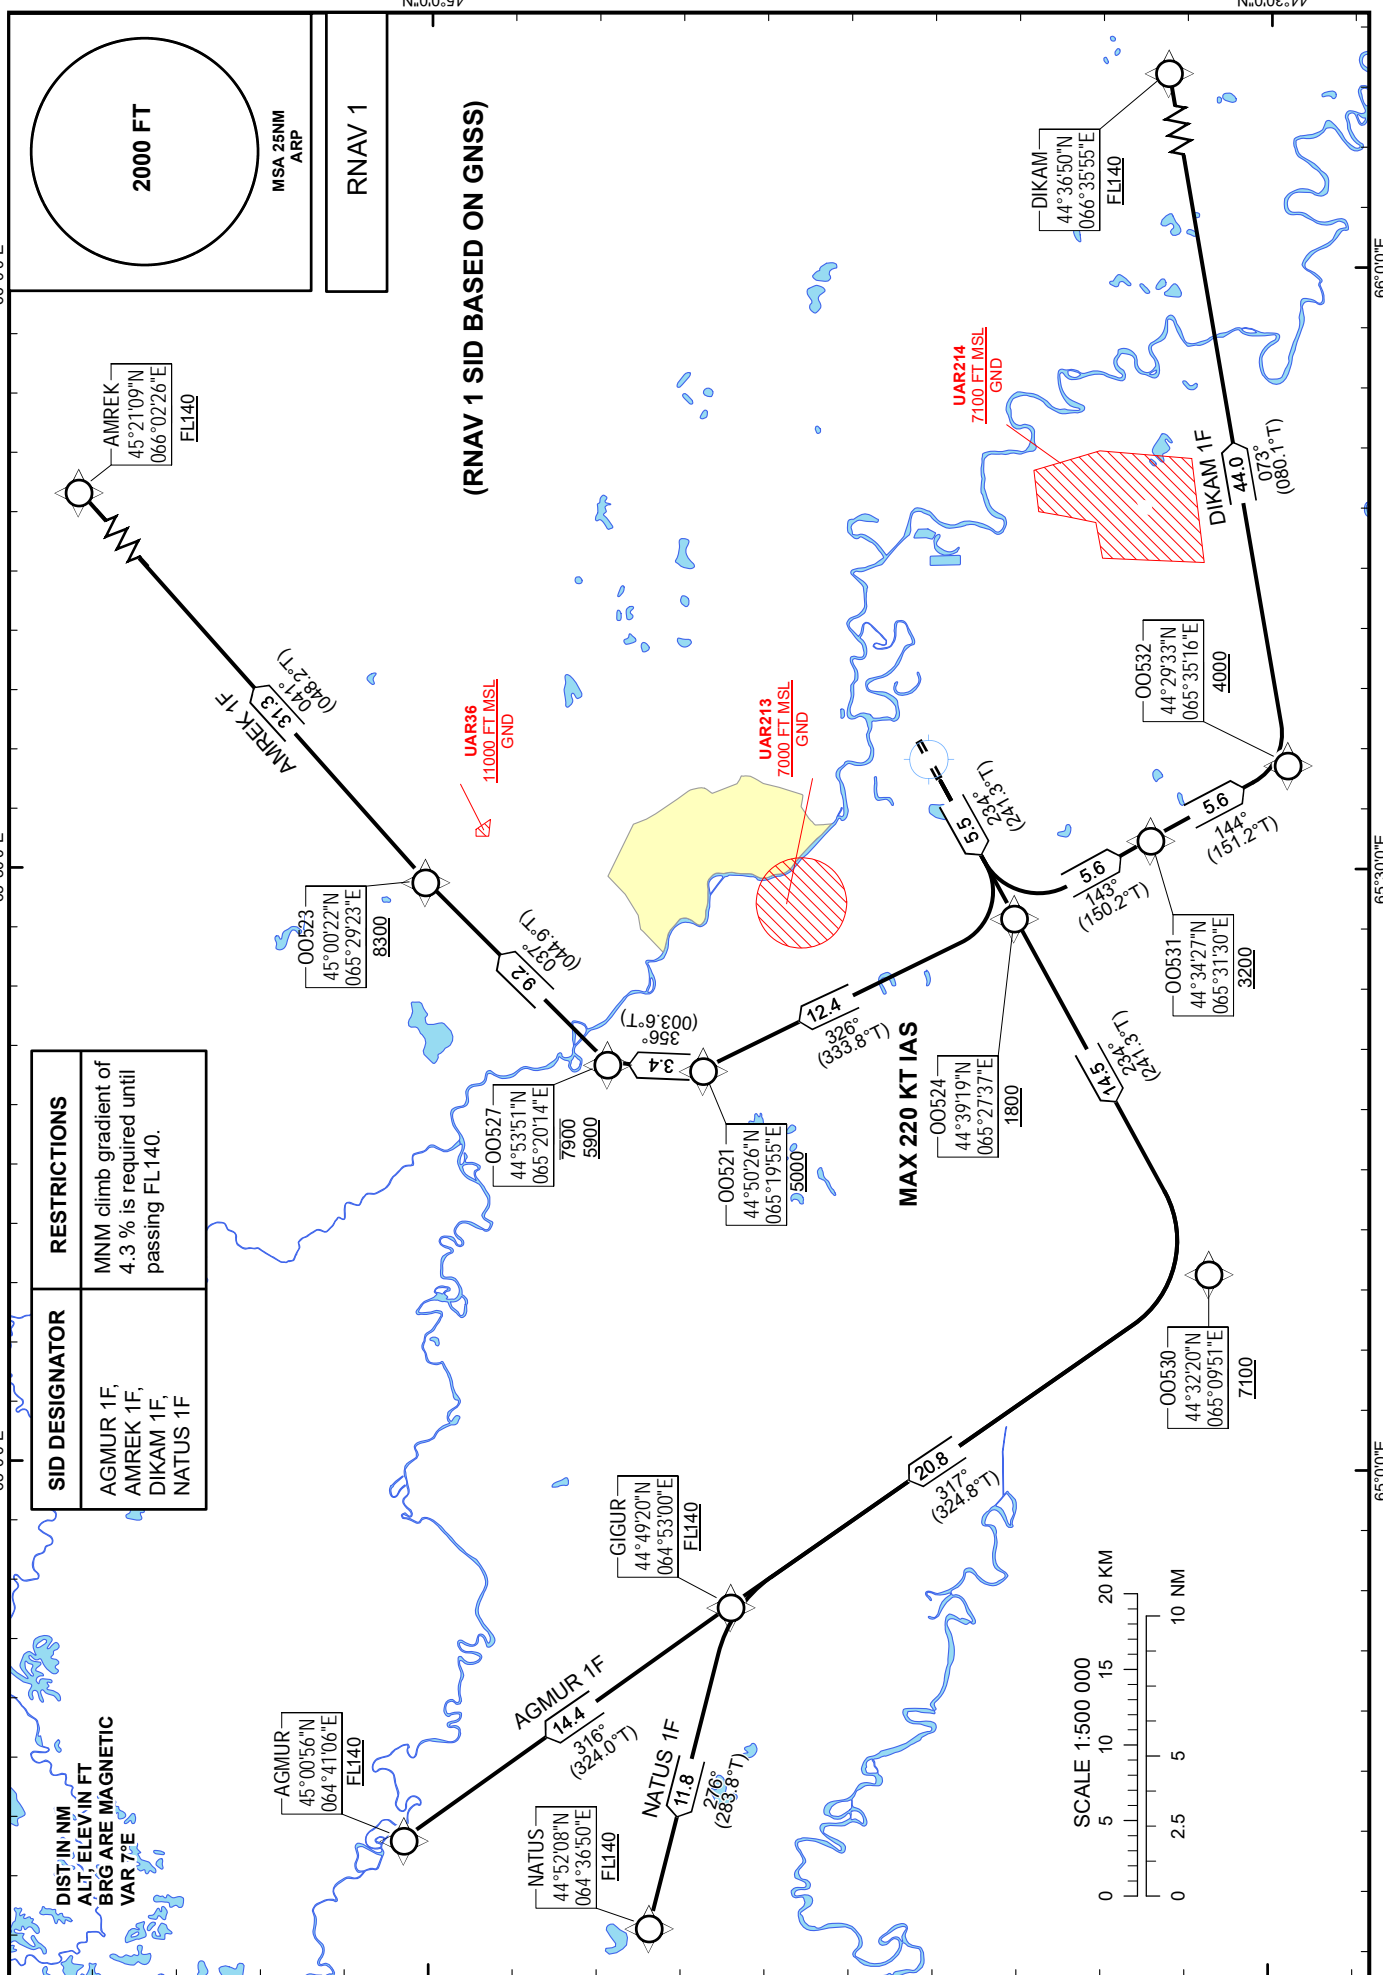 DIST IN NM
ALT, ELEV IN FT
BRG ARE MAGNETIC
VAR 7°E
SID DESIGNATOR
RESTRICTIONS
AGMUR 1F,
AMREK 1F,
DIKAM 1F,
NATUS 1F
MNM climb gradient of
4.3 % is required until
passing FL140.
2000 FT
MSA 25NM
ARP
RNAV 1
(RNAV 1 SID BASED ON GNSS)
AMREK
45°21'09"N
066°02'26"E
FL140
AMREK 1F
31.3
041°
(048.2°T)
OO523
45°00'22"N
065°29'23"E
8300
9.2
037°
(044.9°T)
UAR36
11000 FT MSL
GND
OO527
44°53'51"N
065°20'14"E
7900
5900
3.4
356°
(003.6°T)
OO521
44°50'26"N
065°19'55"E
5000
12.4
326°
(333.8°T)
UAR213
7000 FT MSL
GND
MAX 220 KT IAS
OO524
44°39'19"N
065°27'37"E
1800
5.5
234°
(241.3°T)
14.5
234°
(241.3°T)
UAR214
7100 FT MSL
GND
DIKAM
44°36'50"N
066°35'55"E
FL140
DIKAM 1F
44.0
073°
(080.1°T)
OO532
44°29'33"N
065°35'16"E
4000
5.6
144°
(151.2°T)
5.6
143°
(150.2°T)
OO531
44°34'27"N
065°31'30"E
3200
OO530
44°32'20"N
065°09'51"E
7100
20.8
317°
(324.8°T)
GIGUR
44°49'20"N
064°53'00"E
FL140
AGMUR
45°00'56"N
064°41'06"E
FL140
AGMUR 1F
14.4
316°
(324.0°T)
NATUS
44°52'08"N
064°36'50"E
FL140
NATUS 1F
11.8
276°
(283.8°T)
SCALE 1:500 000
0 5 10 15 20 KM
0 2.5 5 10 NM
65°0'0"E
65°30'0"E
66°0'0"E
45°0'0"N
44°30'0"N